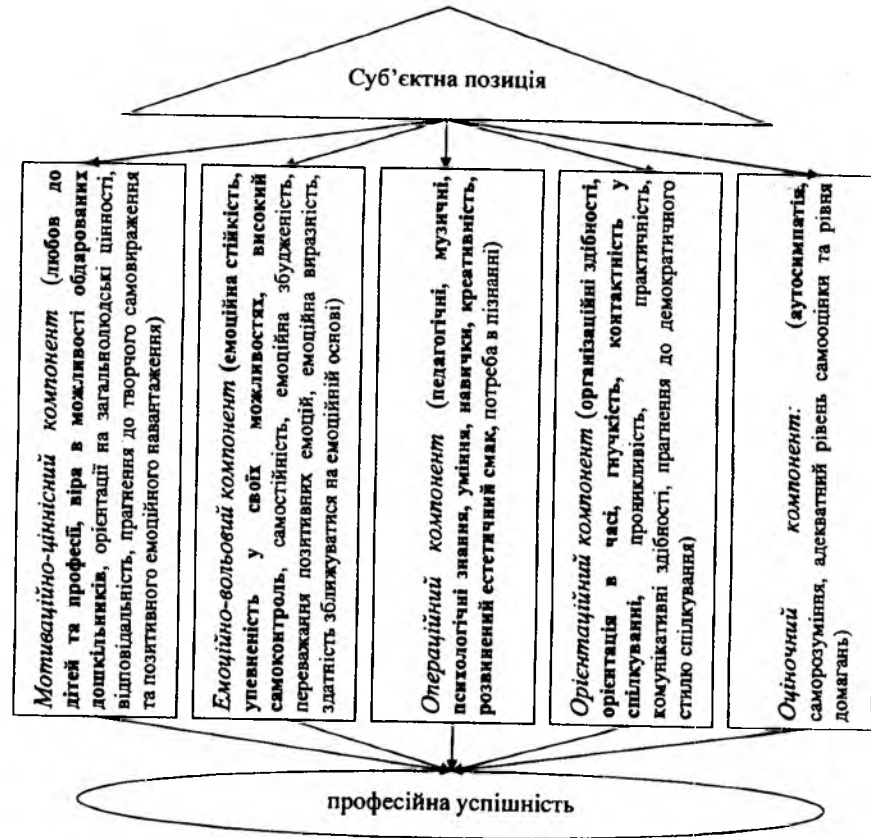 Суб’єктна позиція
Мотиваційно-ціннісний компонент (любов до
дітей та професії, віра в можливості обдарованих
дошкільників, орієнтації на загальнолюдські цінності,
відповідальність, прагнення до творчого самовираження
та позитивного емоційного навантаження)
Емоційно-вольовий компонент (емоційна стійкість,
упевненість у своїх можливостях, високий
самоконтроль, самостійність, емоційна збудженість,
переважання позитивних емоцій, емоційна виразність,
здатність зближуватися на емоційній основі)
Операційний компонент (педагогічні, музичні,
психологічні знання, уміння, навички, креативність,
розвинений естетичний смак, потреба в пізнанні)
Орієнтаційний компонент (організаційні здібності,
орієнтація в часі, гнучкість, контактність у
спілкуванні, проникливість, практичність,
комунікативні здібності, прагнення до демократичного
стилю спілкування)
Оціночний компонент: (аутосимпатія,
саморозуміння, адекватний рівень самооцінки та рівня
домагань)
професійна успішність